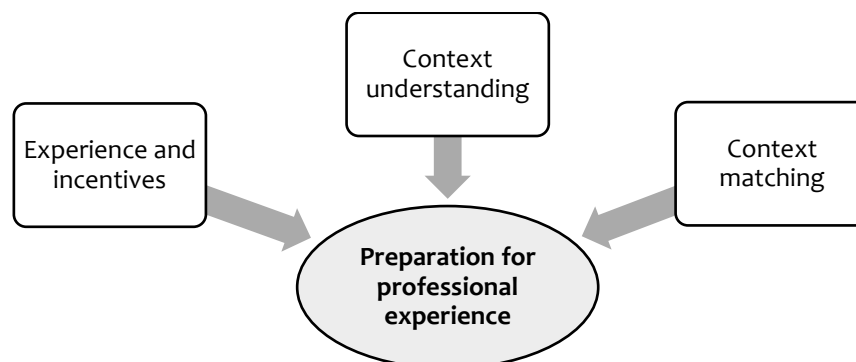 Context
understanding
Experience and
incentives
Context
matching
Preparation for
professional
experience